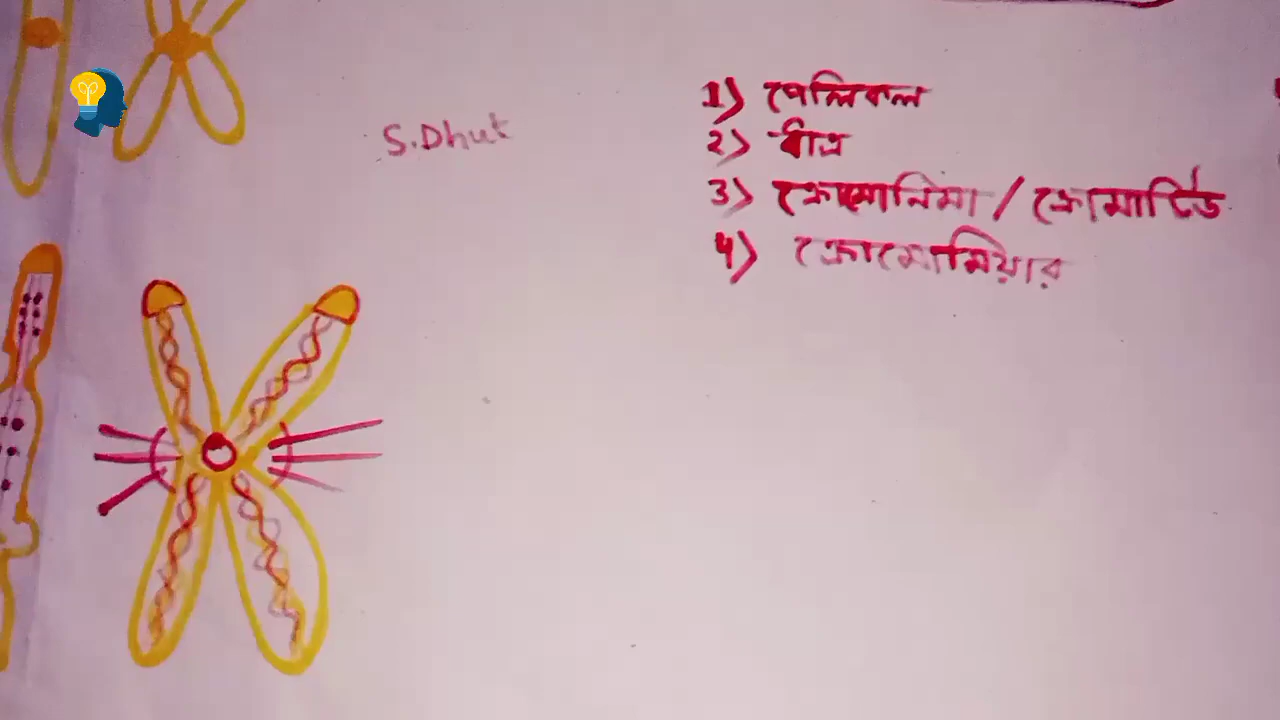 S.Dhut
1) পেলিকল
2) ধাত্র
3) ক্রোমোনিমা / ক্রোমাটিড
4) ক্রোমোমিয়ার